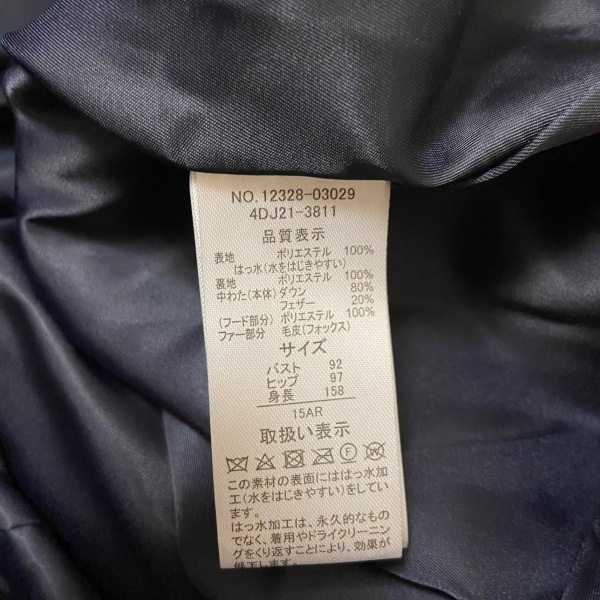 NO.12328-03029
4DJ21-3811
品質表示
表地 ポリエステル 100%
はっ水(水をはじきやすい)
裏地 ポリエステル 100%
中わた(本体) ダウン 80%
フェザー 20%
(フード部分) ポリエステル 100%
ファー部分 毛皮(フォックス)
サイズ
バスト 92
ヒップ 97
身長 158
15AR
取扱い表示
この素材の表面にははっ水加
工(水をはじきやすい)をしてい
ます。
はっ水加工は、永久的なもの
でなく、着用やドライクリーニン
グをくり返すことにより、効果が
低下します。